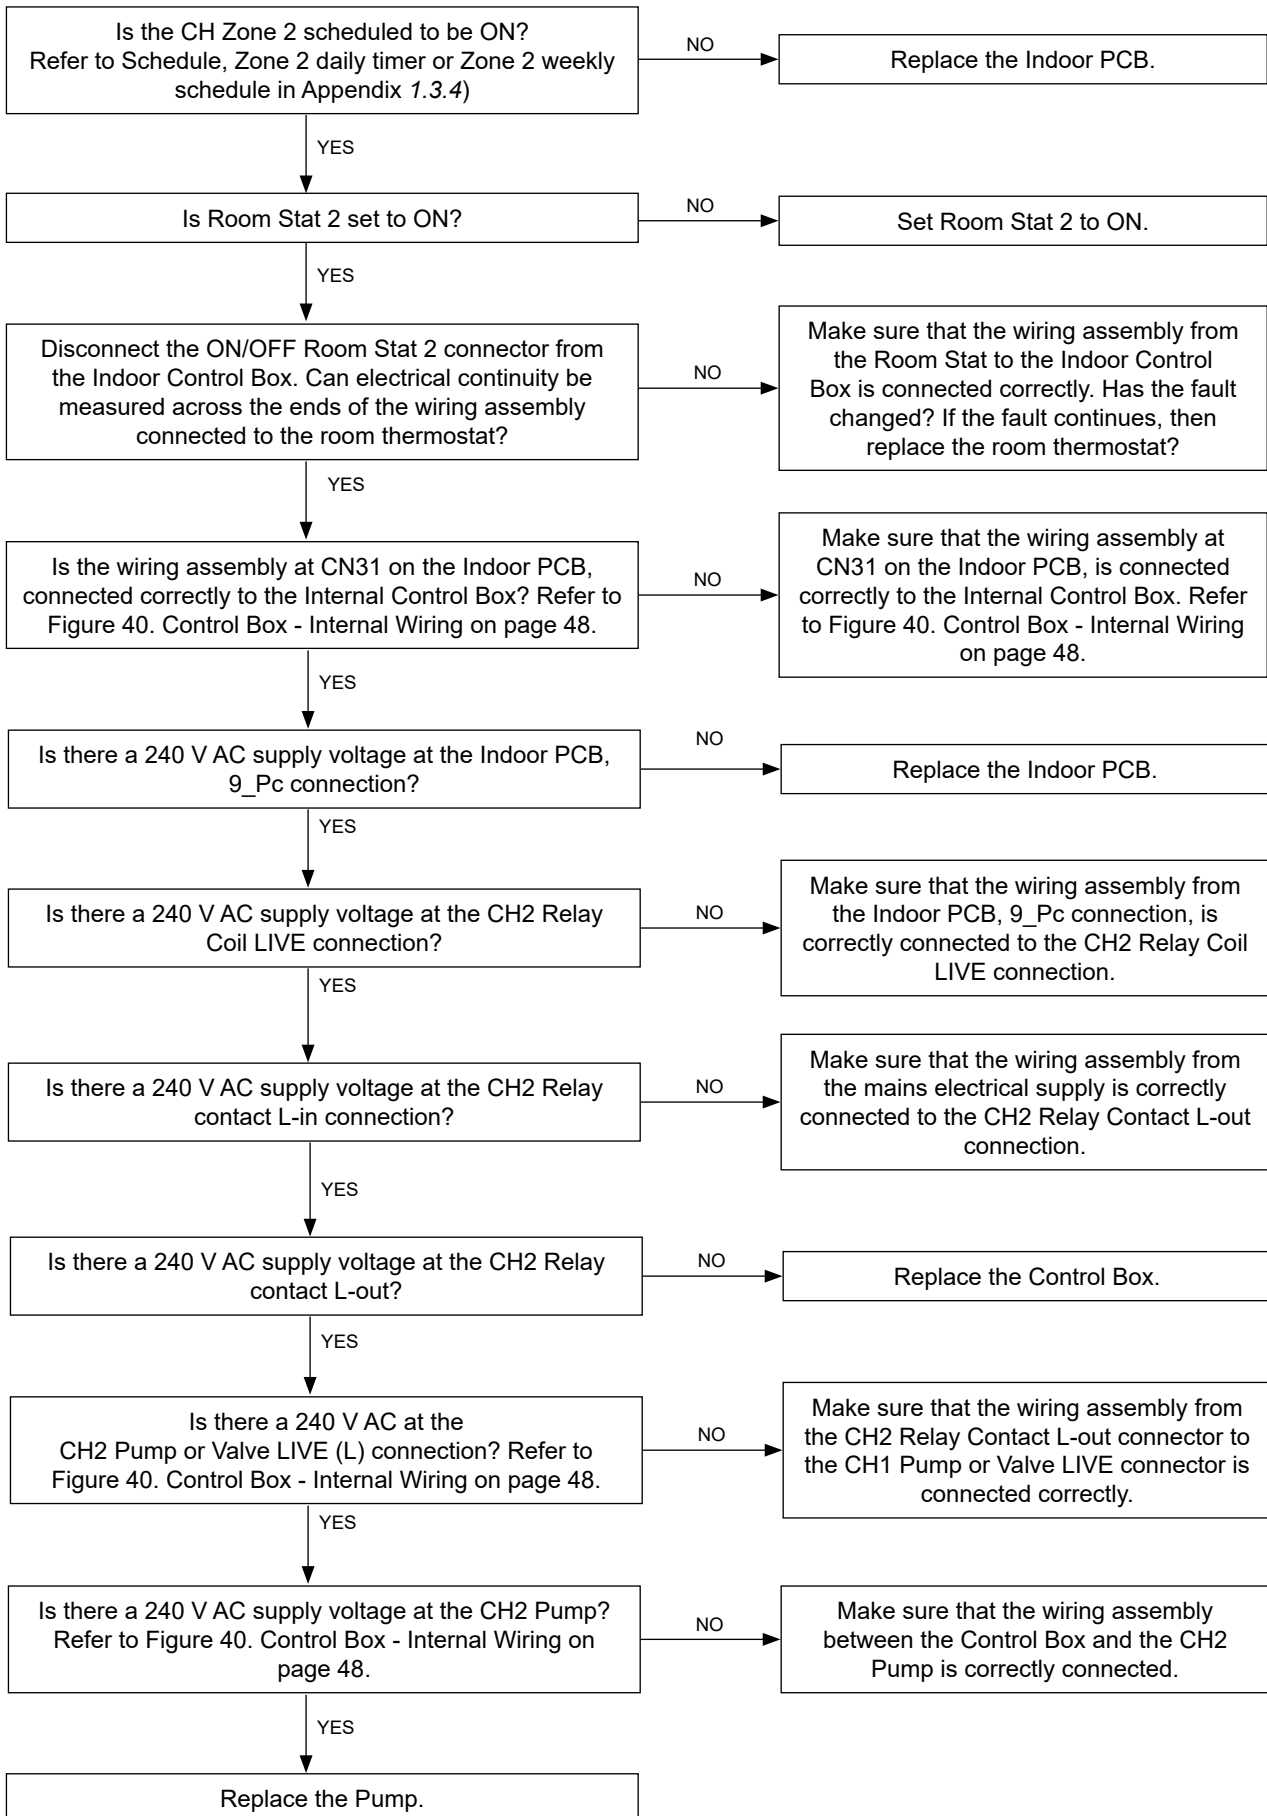 Is the CH Zone 2 scheduled to be ON?
Refer to Schedule, Zone 2 daily timer or Zone 2 weekly
schedule in Appendix 1.3.4)
NO
Replace the Indoor PCB.
YES
Is Room Stat 2 set to ON?
NO
Set Room Stat 2 to ON.
YES
Disconnect the ON/OFF Room Stat 2 connector from
the Indoor Control Box. Can electrical continuity be
measured across the ends of the wiring assembly
connected to the room thermostat?
NO
Make sure that the wiring assembly from
the Room Stat to the Indoor Control
Box is connected correctly. Has the fault
changed? If the fault continues, then
replace the room thermostat?
YES
Is the wiring assembly at CN31 on the Indoor PCB,
connected correctly to the Internal Control Box? Refer to
Figure 40. Control Box - Internal Wiring on page 48.
NO
Make sure that the wiring assembly at
CN31 on the Indoor PCB, is connected
correctly to the Internal Control Box. Refer
to Figure 40. Control Box - Internal Wiring
on page 48.
YES
Is there a 240 V AC supply voltage at the Indoor PCB,
9_Pc connection?
NO
Replace the Indoor PCB.
YES
Is there a 240 V AC supply voltage at the CH2 Relay
Coil LIVE connection?
NO
Make sure that the wiring assembly from
the Indoor PCB, 9_Pc connection, is
correctly connected to the CH2 Relay Coil
LIVE connection.
YES
Is there a 240 V AC supply voltage at the CH2 Relay
contact L-in connection?
NO
Make sure that the wiring assembly from
the mains electrical supply is correctly
connected to the CH2 Relay Contact L-out
connection.
YES
Is there a 240 V AC supply voltage at the CH2 Relay
contact L-out?
NO
Replace the Control Box.
YES
Is there a 240 V AC at the
CH2 Pump or Valve LIVE (L) connection? Refer to
Figure 40. Control Box - Internal Wiring on page 48.
NO
Make sure that the wiring assembly from
the CH2 Relay Contact L-out connector to
the CH1 Pump or Valve LIVE connector is
connected correctly.
YES
Is there a 240 V AC supply voltage at the CH2 Pump?
Refer to Figure 40. Control Box - Internal Wiring on
page 48.
NO
Make sure that the wiring assembly
between the Control Box and the CH2
Pump is correctly connected.
YES
Replace the Pump.